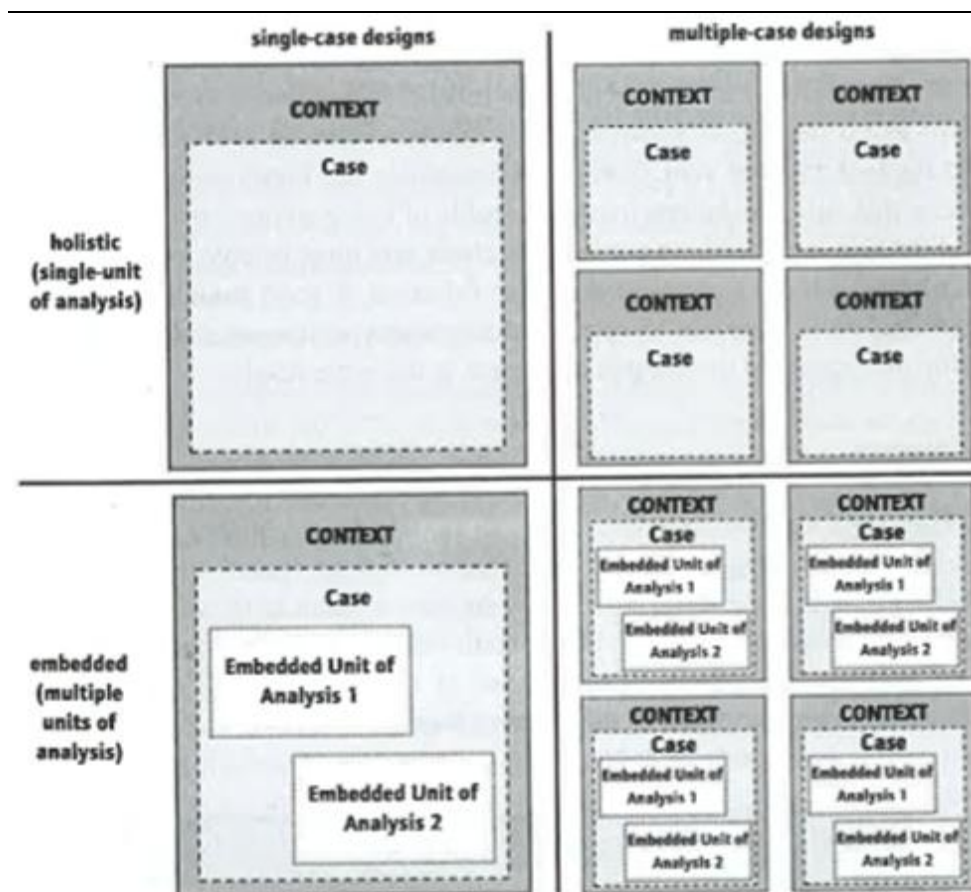 single-case designs
multiple-case designs
holistic
(single-unit
of analysis)
CONTEXT
Case
CONTEXT
Case
CONTEXT
Case
CONTEXT
Case
CONTEXT
Case
embedded
(multiple
units of
analysis)
CONTEXT
Case
Embedded Unit of
Analysis 1
Embedded Unit of
Analysis 2
CONTEXT
Case
Embedded Unit of
Analysis 1
Embedded Unit of
Analysis 2
CONTEXT
Case
Embedded Unit of
Analysis 1
Embedded Unit of
Analysis 2
CONTEXT
Case
Embedded Unit of
Analysis 1
Embedded Unit of
Analysis 2
CONTEXT
Case
Embedded Unit of
Analysis 1
Embedded Unit of
Analysis 2